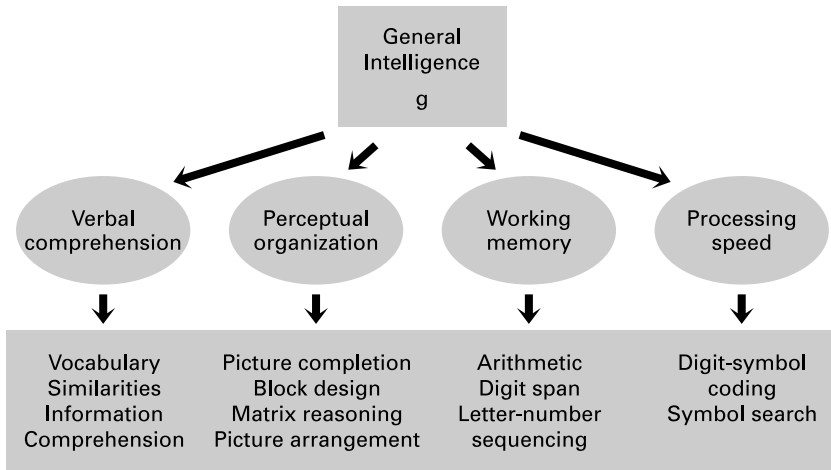 General
Intelligence
g
Verbal
comprehension
Perceptual
organization
Working
memory
Processing
speed
Vocabulary
Similarities
Information
Comprehension
Picture completion
Block design
Matrix reasoning
Picture arrangement
Arithmetic
Digit span
Letter-number
sequencing
Digit-symbol
coding
Symbol search